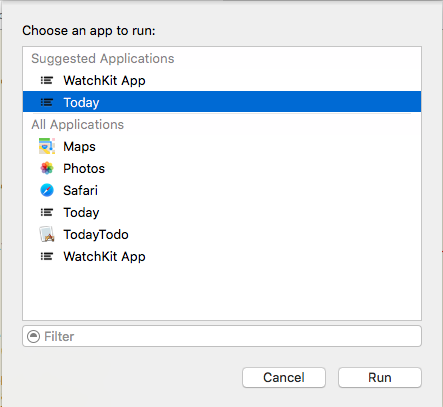 Choose an app to run:
Suggested Applications
WatchKit App
Today
All Applications
Maps
Photos
Safari
Today
TodayTodo
WatchKit App
Filter
Cancel
Run